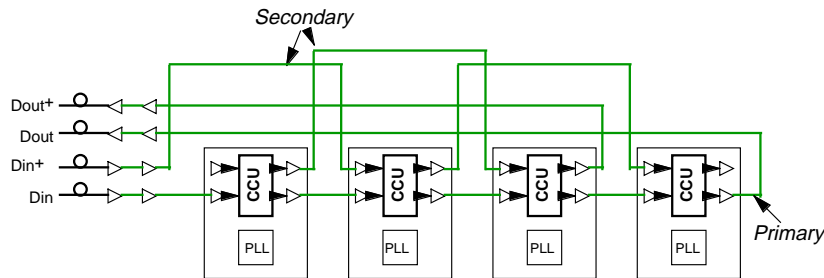 Secondary
Dout+
Dout
Din+
Din
CCU
CCU
CCU
CCU
PLL
PLL
PLL
PLL
Primary